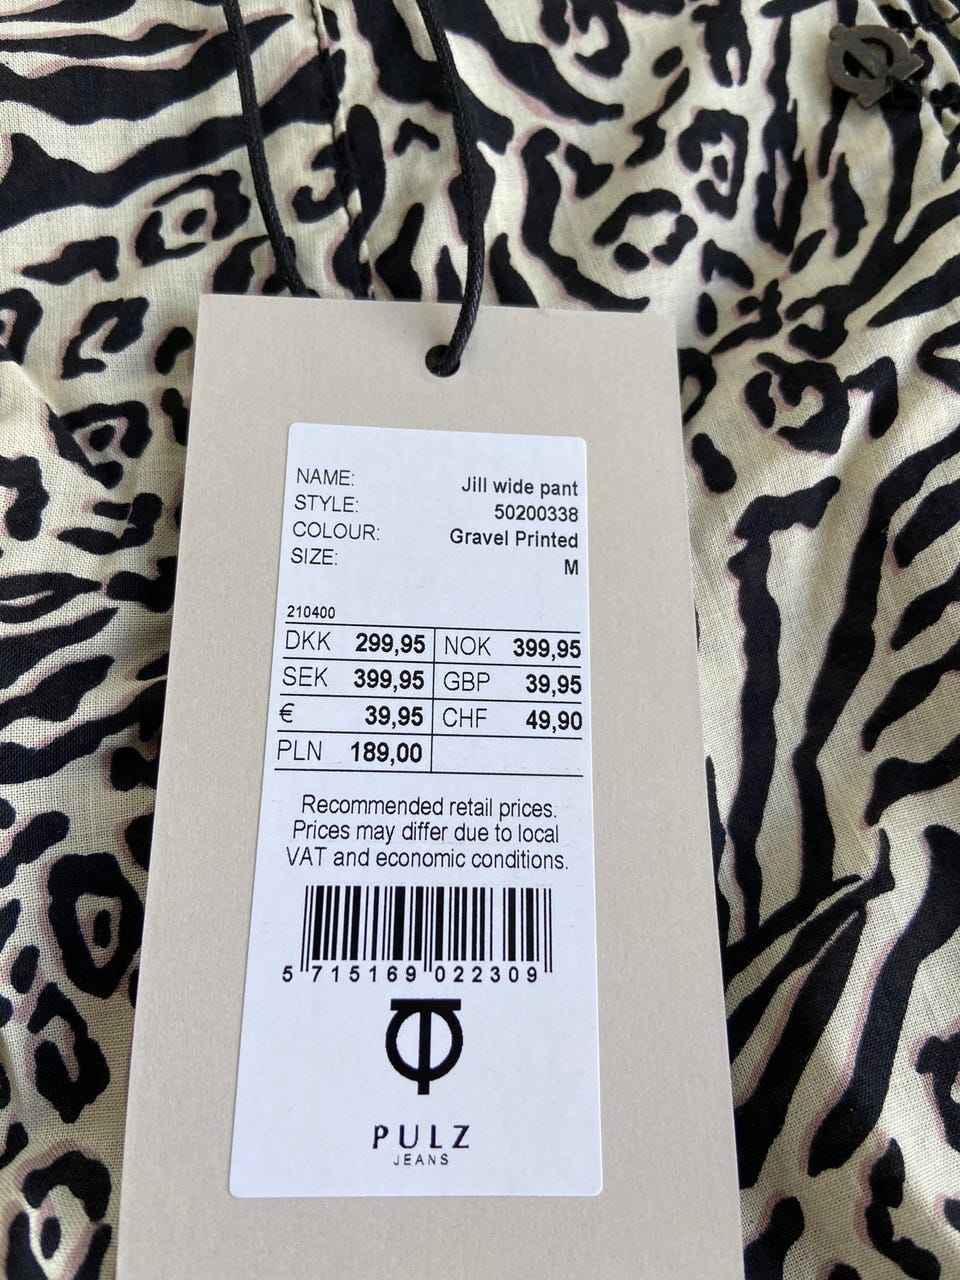 NAME: Jill wide pant
STYLE: 50200338
COLOUR: Gravel Printed
SIZE: M
210400
DKK 299,95 NOK 399,95
SEK 399,95 GBP 39,95
€ 39,95 CHF 49,90
PLN 189,00
Recommended retail prices.
Prices may differ due to local
VAT and economic conditions.
5 715169 022309
PULZ
JEANS